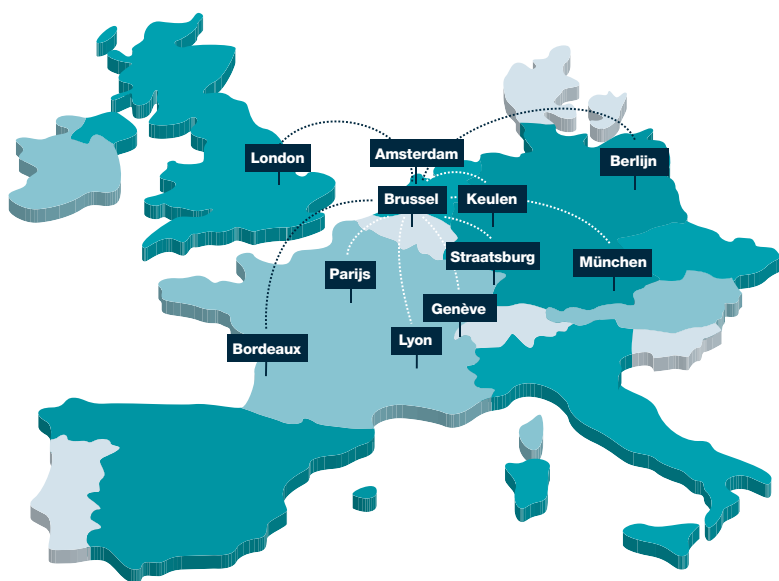 London
Amsterdam
Berlijn
Brussel
Keulen
Straatsburg
München
Parijs
Genève
Lyon
Bordeaux